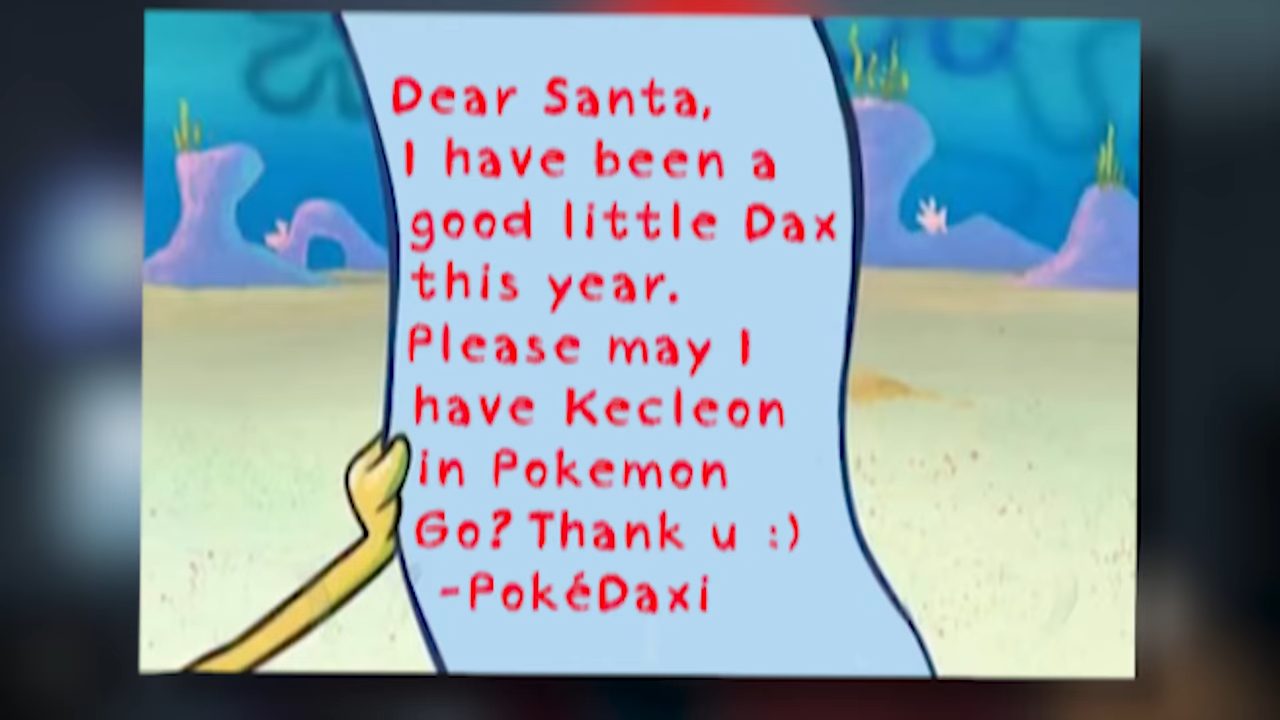 Dear Santa,
I have been a
good little Dax
this year.
Please may I
have Kecleon
in Pokemon
Go? Thank u :)
-PokéDaxi